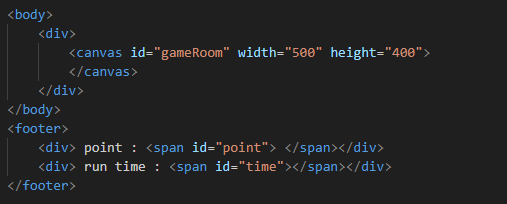 <body>
    <div>
        <canvas id="gameRoom" width="500" height="400">
        </canvas>
    </div>
</body>
<footer>
    <div> point : <span id="point"> </span></div>
    <div> run time : <span id="time"></span></div>
</footer>